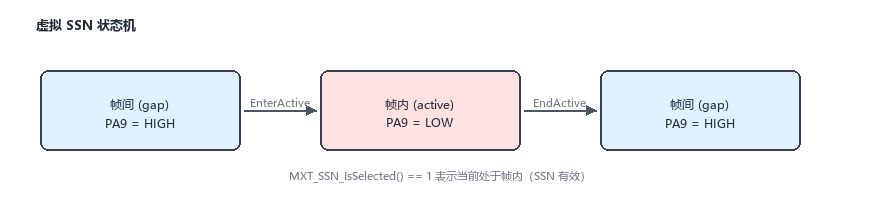 虚拟 SSN 状态机
帧间 (gap)
PA9 = HIGH
EnterActive
帧内 (active)
PA9 = LOW
EndActive
帧间 (gap)
PA9 = HIGH
MXT_SSN_IsSelected() == 1 表示当前处于帧内（SSN 有效）